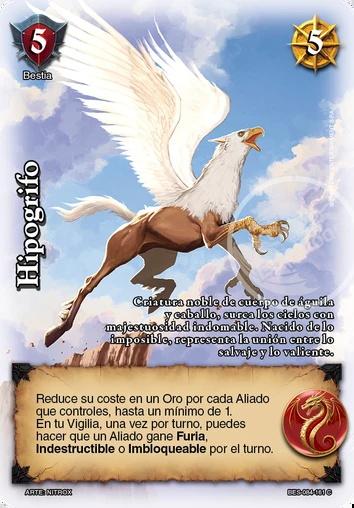 5
Bestia
5
Hipogrifo
Criatura noble de cuerpo de águila
y caballo, surca los cielos con
majestuosidad indomable. Nacido de lo
imposible, representa la unión entre lo
salvaje y lo valiente.
Reduce su coste en un Oro por cada Aliado
que controles, hasta un mínimo de 1.
En tu Vigilia, una vez por turno, puedes
hacer que un Aliado gane Furia,
Indestructible o Imbloqueable por el turno.
ARTE: NITROX